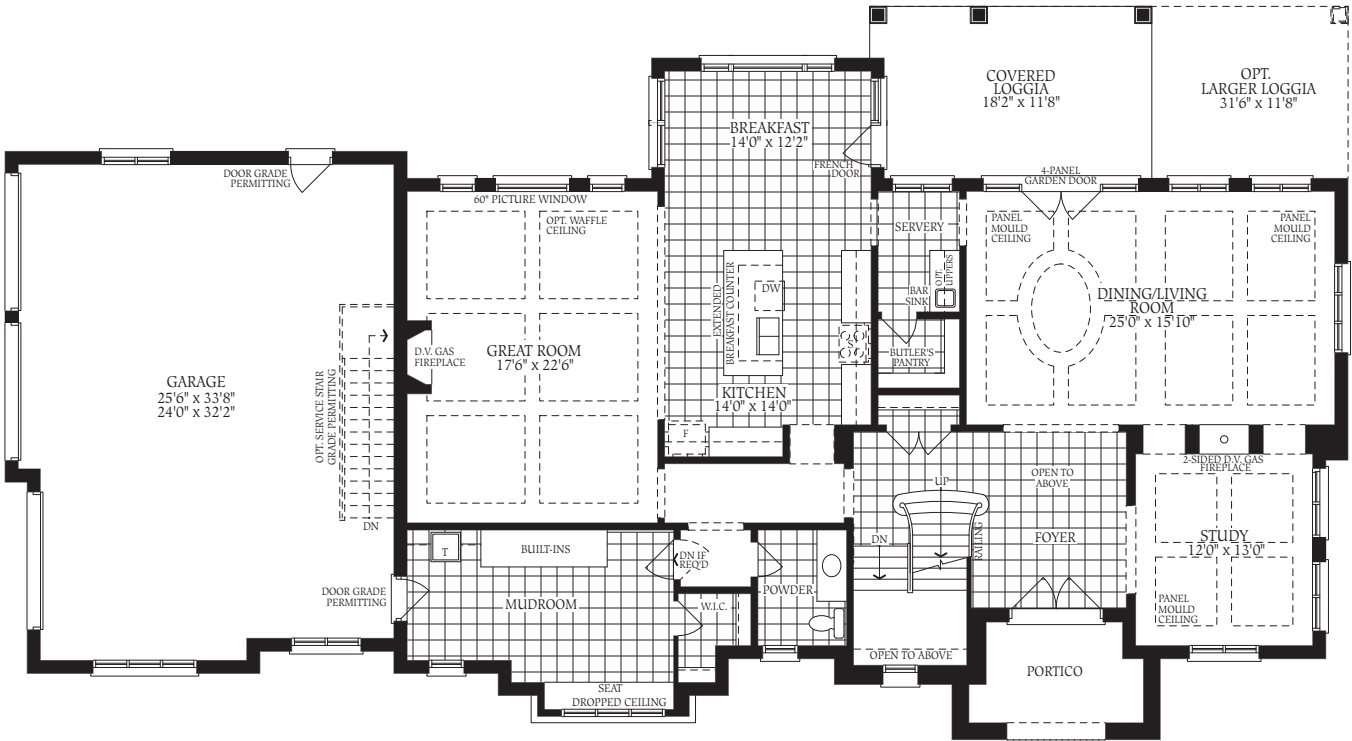 COVERED
LOGGIA
18'2" x 11'8"
OPT.
LARGER LOGGIA
31'6" x 11'8"
BREAKFAST
14'0" x 12'2"
FRENCH
DOOR
DOOR GRADE
PERMITTING
4-PANEL
GARDEN DOOR
60" PICTURE WINDOW
OPT. WAFFLE
CEILING
SERVERY
PANEL
MOULD
CEILING
PANEL
MOULD
CEILING
OPT.
UPPERS
BAR
SINK
DW
EXTENDED
BREAKFAST COUNTER
DINING/LIVING
ROOM
25'0" x 15'10"
S
BUTLER'S
PANTRY
D.V. GAS
FIREPLACE
GREAT ROOM
17'6" x 22'6"
GARAGE
25'6" x 33'8"
24'0" x 32'2"
OPT. SERVICE STAIR
GRADE PERMITTING
DN
KITCHEN
14'0" x 14'0"
F
2-SIDED D.V. GAS
FIREPLACE
OPEN TO
ABOVE
UP
DN
RAILING
FOYER
STUDY
12'0" x 13'0"
T
BUILT-INS
DN IF
REQ'D
POWDER
DOOR GRADE
PERMITTING
MUDROOM
W.I.C.
PANEL
MOULD
CEILING
OPEN TO ABOVE
PORTICO
SEAT
DROPPED CEILING